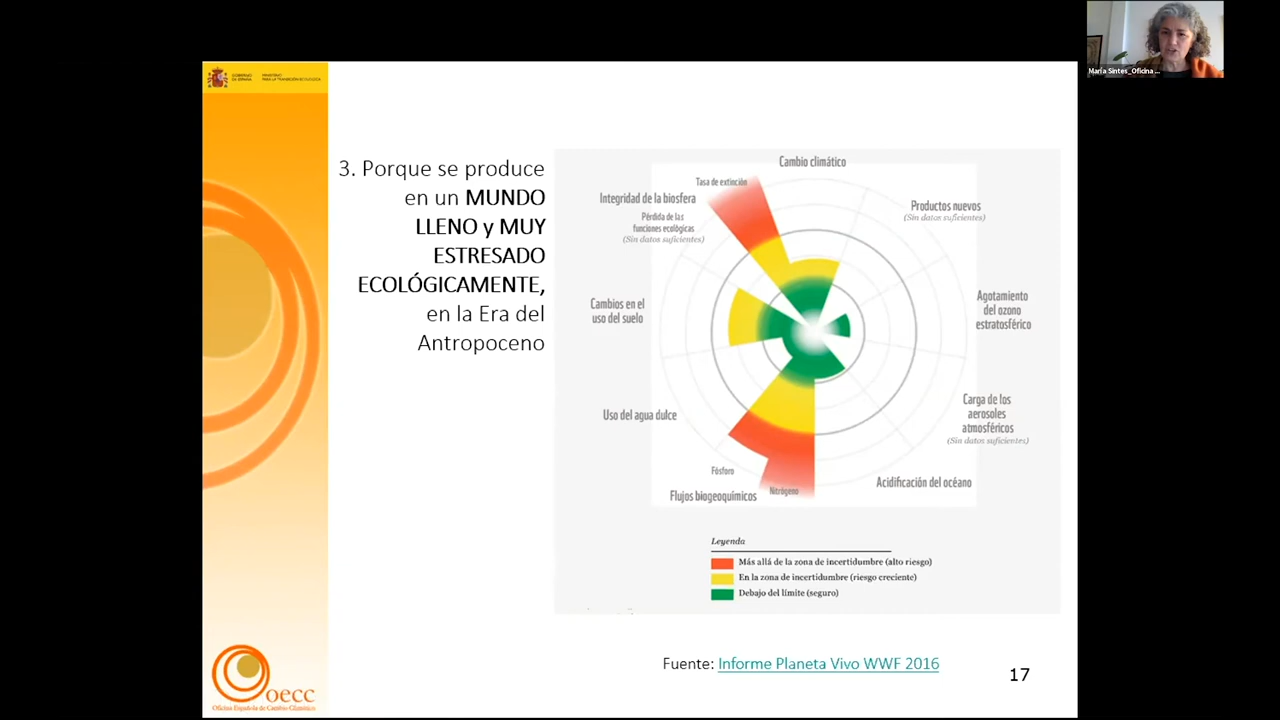 María Sintes_Oficina ...
GOBIERNO
DE ESPAÑA
MINISTERIO
PARA LA TRANSICIÓN ECOLÓGICA
3. Porque se produce
en un MUNDO
LLENO y MUY
ESTRESADO
ECOLÓGICAMENTE,
en la Era del
Antropoceno
Cambio climático
Tasa de extinción
Integridad de la biosfera
Pérdida de las
funciones ecológicas
(Sin datos suficientes)
Productos nuevos
(Sin datos suficientes)
Cambios en el
uso del suelo
Agotamiento
del ozono
estratosférico
Uso del agua dulce
Carga de los
aerosoles
atmosféricos
(Sin datos suficientes)
Fósforo
Flujos biogeoquímicos
Nitrógeno
Acidificación del océano
Leyenda
Más allá de la zona de incertidumbre (alto riesgo)
En la zona de incertidumbre (riesgo creciente)
Debajo del límite (seguro)
Fuente: Informe Planeta Vivo WWF 2016
17
oecc
Oficina Española de Cambio Climático